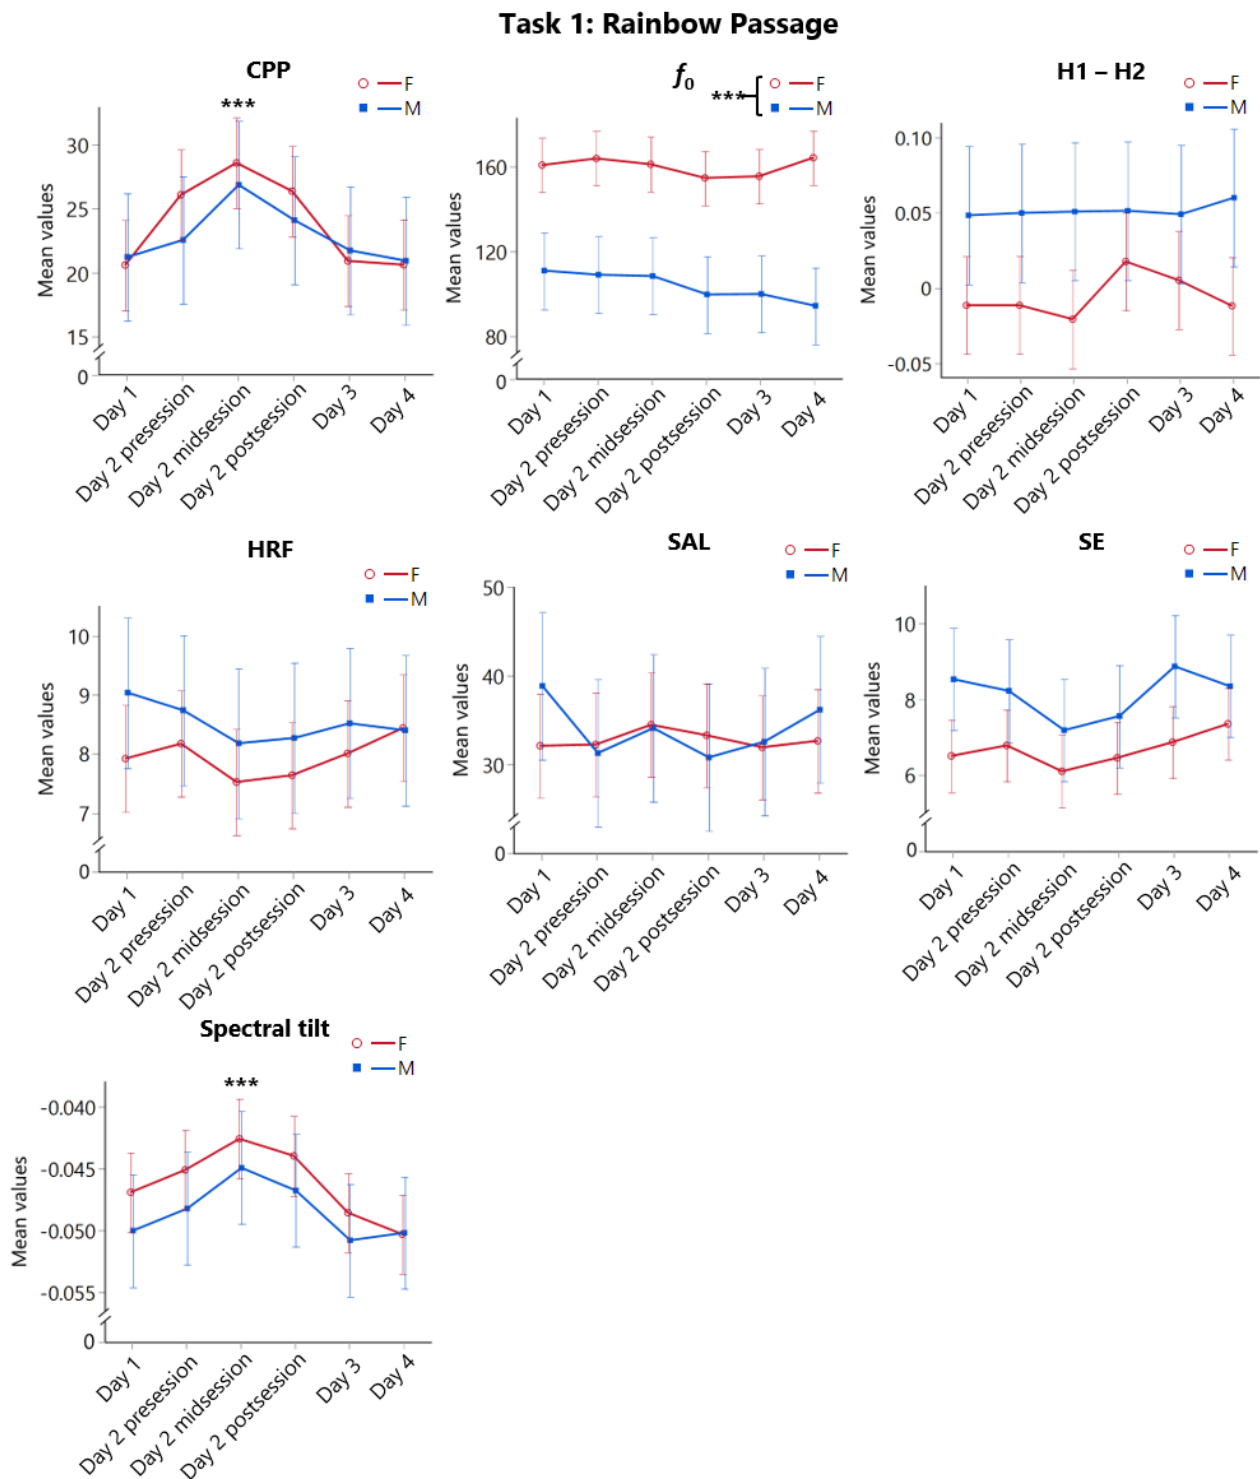 Task 1: Rainbow Passage
CPP
F
M
***
Mean values
30
25
20
15
0
Day 1
Day 2 presession
Day 2 midsession
Day 2 postsession
Day 3
Day 4
f0
***
F
M
Mean values
160
120
80
0
Day 1
Day 2 presession
Day 2 midsession
Day 2 postsession
Day 3
Day 4
H1 – H2
F
M
Mean values
0.10
0.05
0
-0.05
Day 1
Day 2 presession
Day 2 midsession
Day 2 postsession
Day 3
Day 4
HRF
F
M
Mean values
10
9
8
7
0
Day 1
Day 2 presession
Day 2 midsession
Day 2 postsession
Day 3
Day 4
SAL
F
M
Mean values
50
40
30
0
Day 1
Day 2 presession
Day 2 midsession
Day 2 postsession
Day 3
Day 4
SE
F
M
Mean values
10
8
6
0
Day 1
Day 2 presession
Day 2 midsession
Day 2 postsession
Day 3
Day 4
Spectral tilt
F
M
***
Mean values
-0.040
-0.045
-0.050
-0.055
0
Day 1
Day 2 presession
Day 2 midsession
Day 2 postsession
Day 3
Day 4